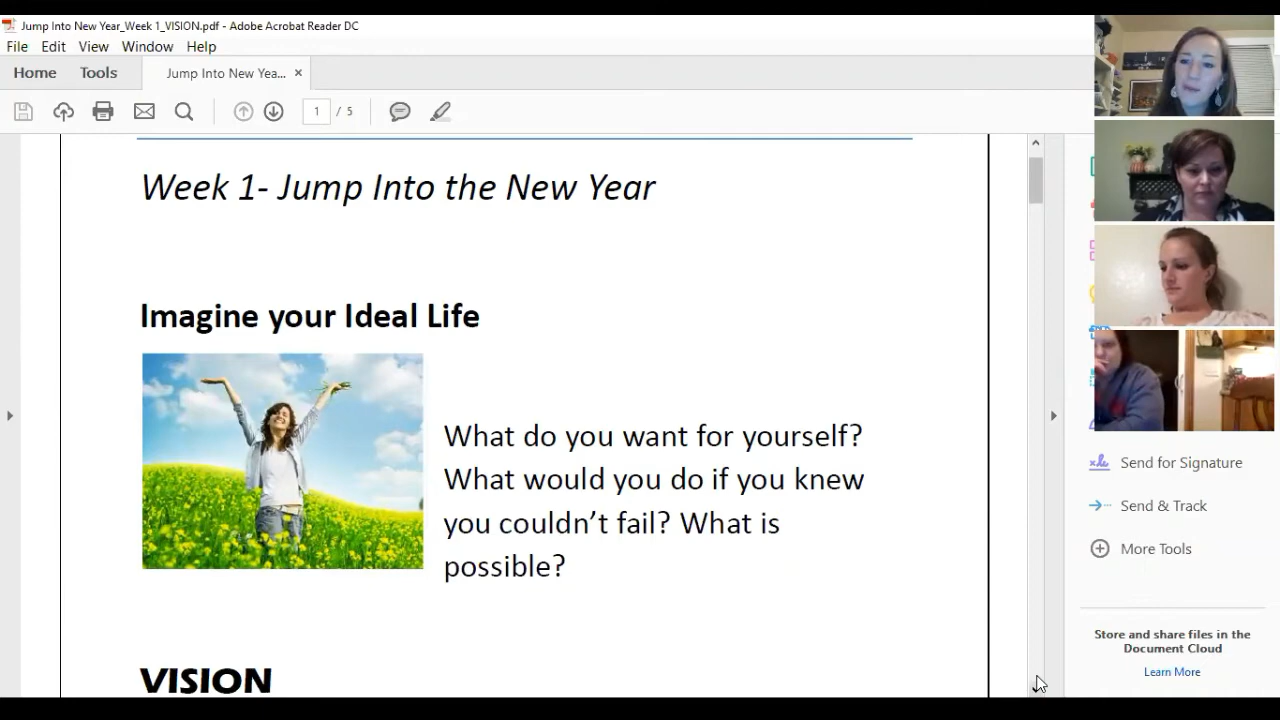 Jump Into New Year_Week 1_VISION.pdf - Adobe Acrobat Reader DC
File Edit View Window Help
Home Tools Jump Into New Yea... ×
1 / 5
Week 1- Jump Into the New Year
Imagine your Ideal Life
What do you want for yourself?
What would you do if you knew
you couldn’t fail? What is
possible?
VISION
Send for Signature
Send & Track
More Tools
Store and share files in the
Document Cloud
Learn More